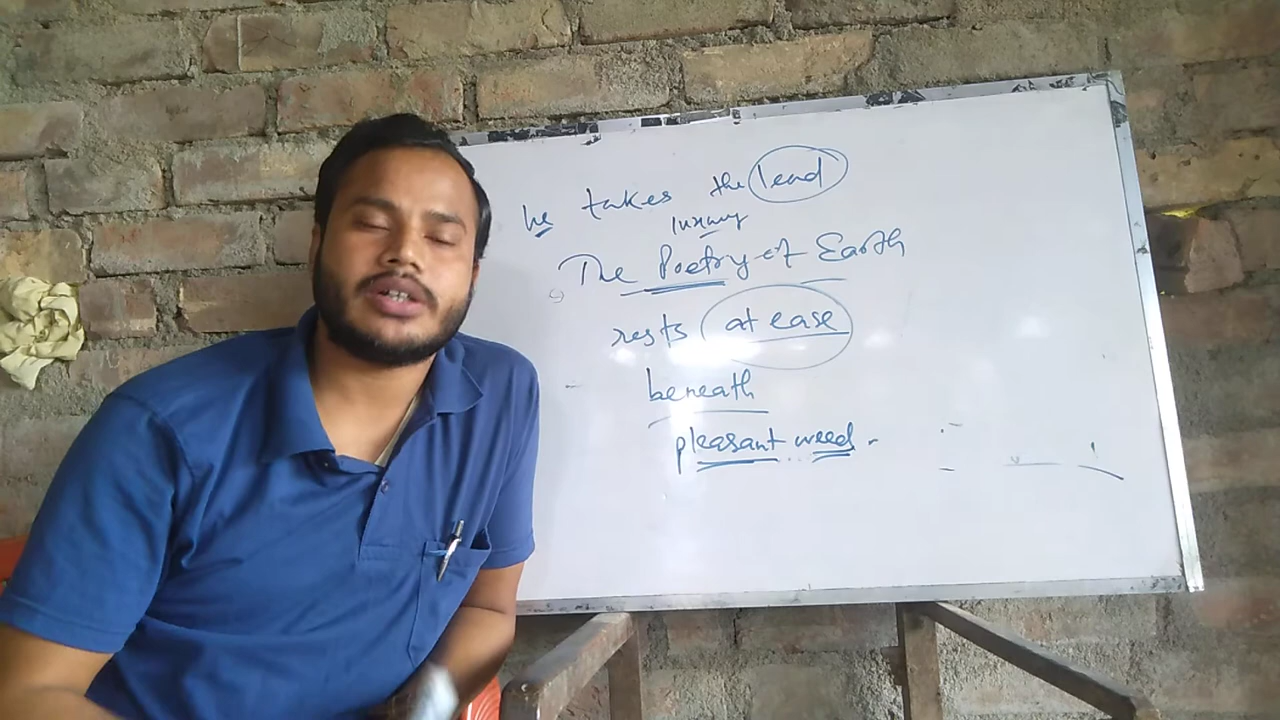 he takes the lead
luxury
The Poetry of Earth
rests at ease
beneath
pleasant weed.